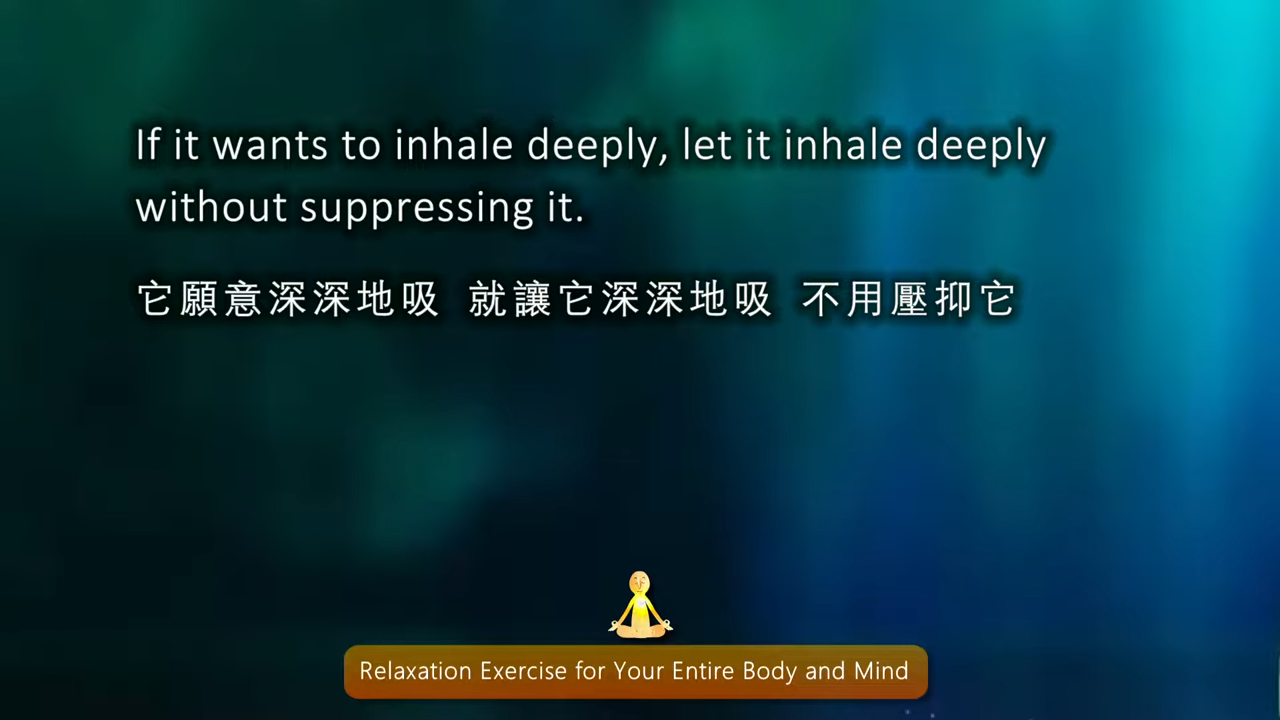 If it wants to inhale deeply, let it inhale deeply
without suppressing it.
它願意深深地吸 就讓它深深地吸 不用壓抑它
Relaxation Exercise for Your Entire Body and Mind